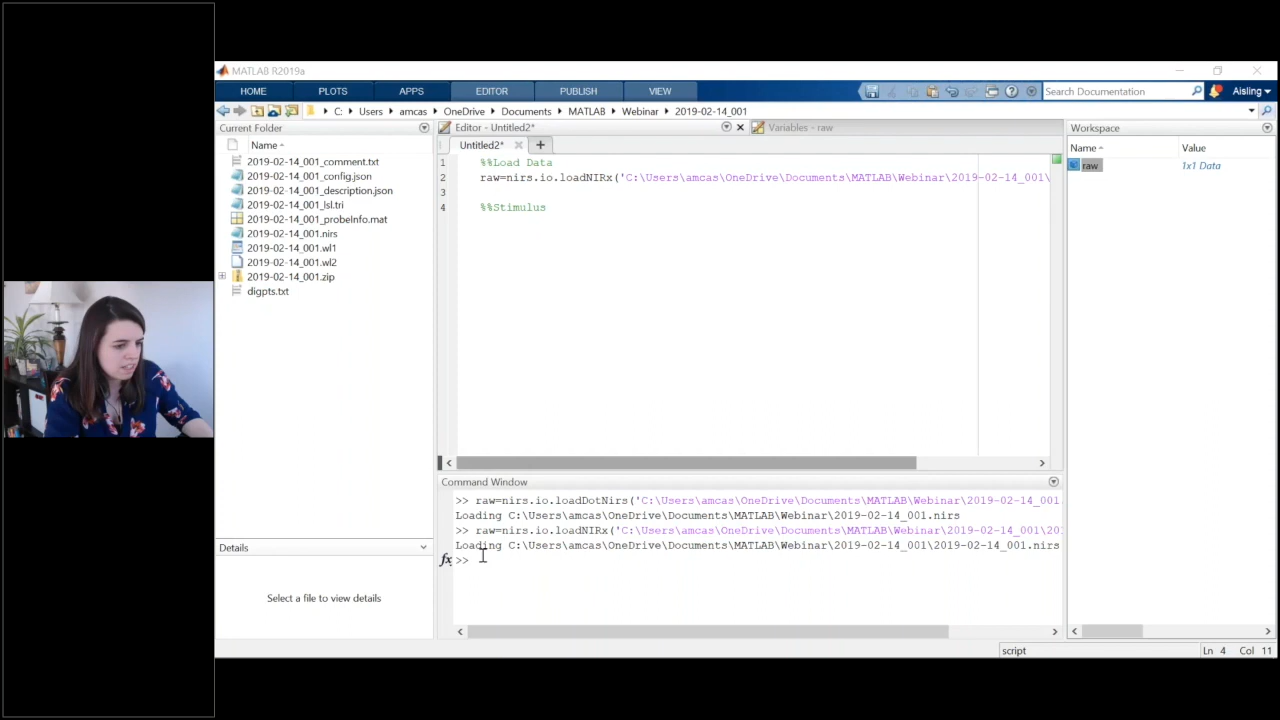 MATLAB R2019a
HOME PLOTS APPS EDITOR PUBLISH VIEW Search Documentation Aisling
C: Users amcas OneDrive Documents MATLAB Webinar 2019-02-14_001
Current Folder
Name
2019-02-14_001_comment.txt
2019-02-14_001_config.json
2019-02-14_001_description.json
2019-02-14_001_lsl.tri
2019-02-14_001_probeInfo.mat
2019-02-14_001.nirs
2019-02-14_001.wl1
2019-02-14_001.wl2
2019-02-14_001.zip
digpts.txt
Details
Select a file to view details
Editor - Untitled2*
Variables - raw
Untitled2* +
1 %%Load Data
2 raw=nirs.io.loadNIRx('C:\Users\amcas\OneDrive\Documents\MATLAB\Webinar\2019-02-14_001\
3
4 %%Stimulus
Command Window
>> raw=nirs.io.loadDotNirs('C:\Users\amcas\OneDrive\Documents\MATLAB\Webinar\2019-02-14_001
Loading C:\Users\amcas\OneDrive\Documents\MATLAB\Webinar\2019-02-14_001.nirs
>> raw=nirs.io.loadNIRx('C:\Users\amcas\OneDrive\Documents\MATLAB\Webinar\2019-02-14_001\20
Loading C:\Users\amcas\OneDrive\Documents\MATLAB\Webinar\2019-02-14_001\2019-02-14_001.nirs
fx >>
Workspace
Name Value
raw 1x1 Data
script Ln 4 Col 11